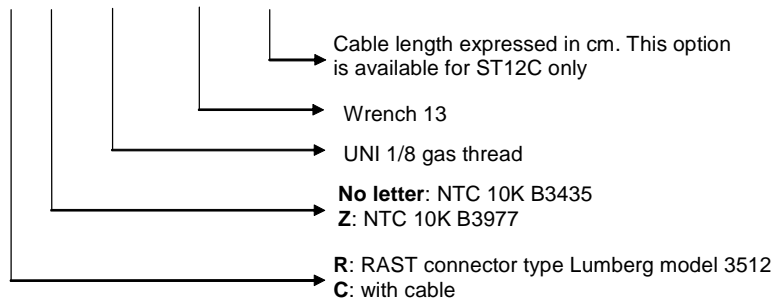 Cable length expressed in cm. This option
is available for ST12C only
Wrench 13
UNI 1/8 gas thread
No letter: NTC 10K B3435
Z: NTC 10K B3977
R: RAST connector type Lumberg model 3512
C: with cable